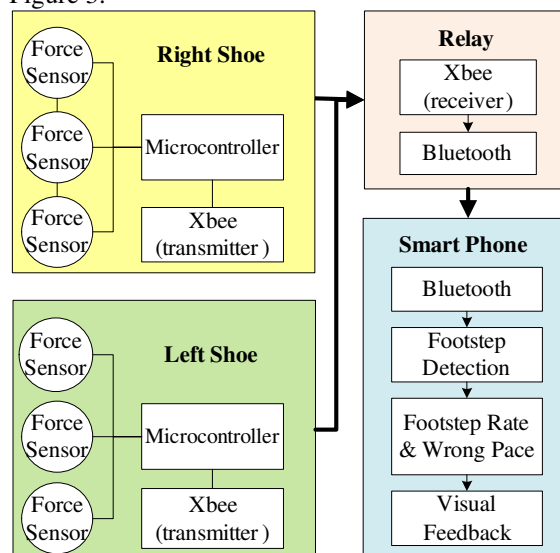 Figure 3.
Right Shoe
Force
Sensor
Force
Sensor
Force
Sensor
Microcontroller
Xbee
(transmitter)
Left Shoe
Force
Sensor
Force
Sensor
Force
Sensor
Microcontroller
Xbee
(transmitter)
Relay
Xbee
(receiver)
Bluetooth
Smart Phone
Bluetooth
Footstep
Detection
Footstep Rate
& Wrong Pace
Visual
Feedback